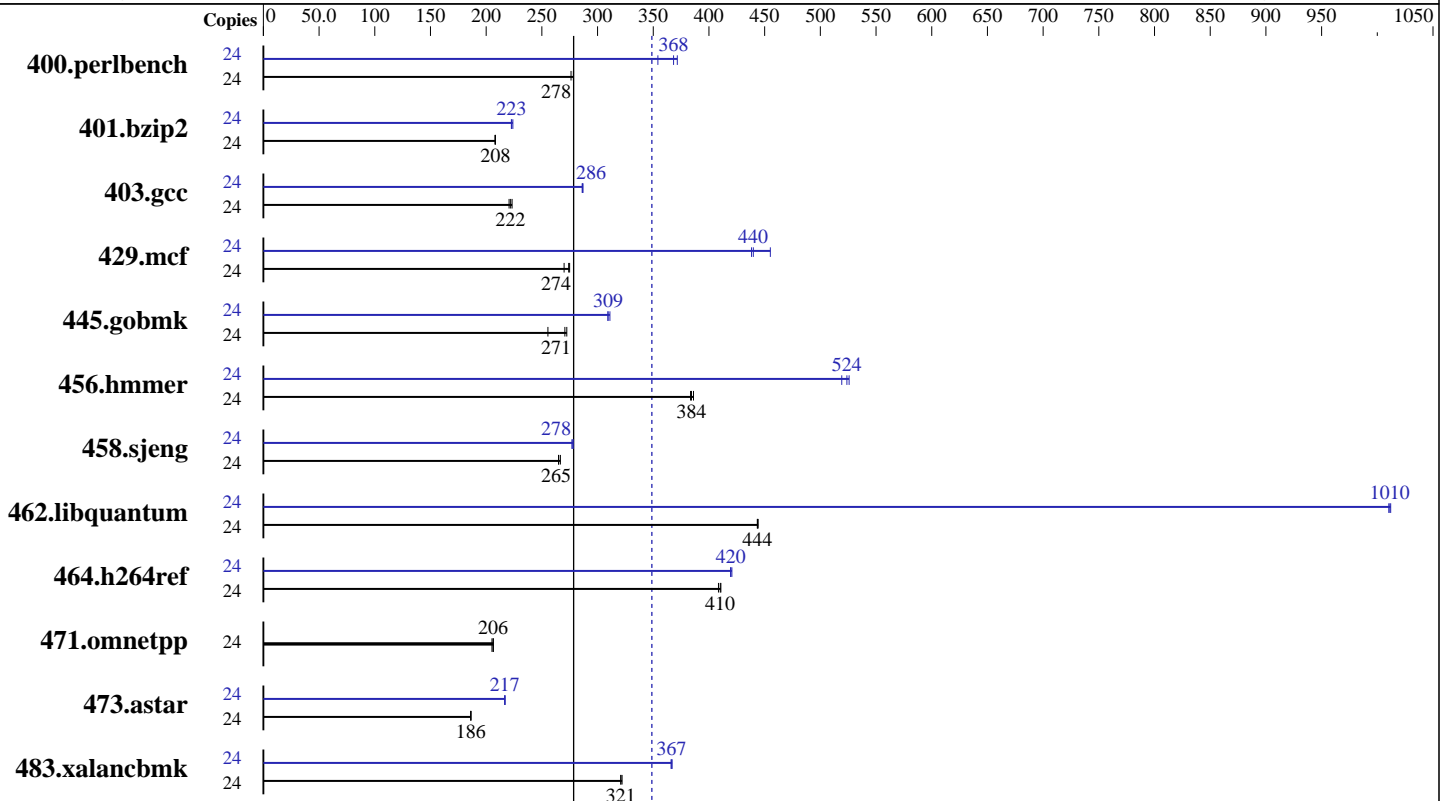 Copies 0 50.0 100 150 200 250 300 350 400 450 500 550 600 650 700 750 800 850 900 950 1050
400.perlbench 24 368
24 278
401.bzip2 24 223
24 208
403.gcc 24 286
24 222
429.mcf 24 440
24 274
445.gobmk 24 309
24 271
456.hmmer 24 524
24 384
458.sjeng 24 278
24 265
462.libquantum 24 1010
24 444
464.h264ref 24 420
24 410
471.omnetpp 24 206
473.astar 24 217
24 186
483.xalancbmk 24 367
24 321